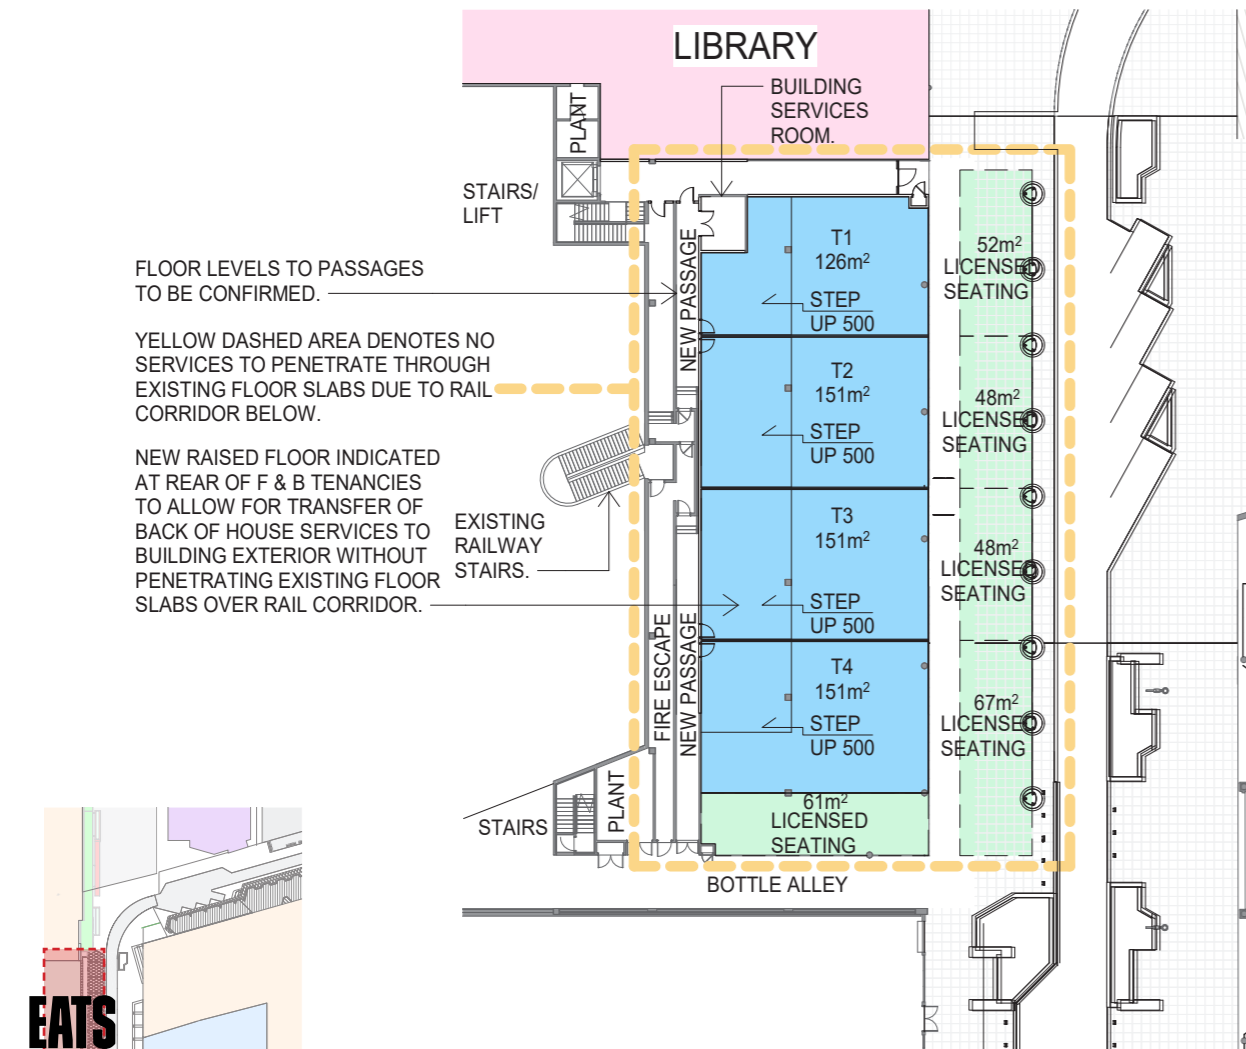 LIBRARY
BUILDING
SERVICES
ROOM.
PLANT
STAIRS/
LIFT
FLOOR LEVELS TO PASSAGES
TO BE CONFIRMED.
YELLOW DASHED AREA DENOTES NO
SERVICES TO PENETRATE THROUGH
EXISTING FLOOR SLABS DUE TO RAIL
CORRIDOR BELOW.
NEW RAISED FLOOR INDICATED
AT REAR OF F & B TENANCIES
TO ALLOW FOR TRANSFER OF
BACK OF HOUSE SERVICES TO
BUILDING EXTERIOR WITHOUT
PENETRATING EXISTING FLOOR
SLABS OVER RAIL CORRIDOR.
EXISTING
RAILWAY
STAIRS.
NEW PASSAGE
T1
126m²
STEP
UP 500
52m²
LICENSED
SEATING
T2
151m²
STEP
UP 500
48m²
LICENSED
SEATING
T3
151m²
STEP
UP 500
48m²
LICENSED
SEATING
FIRE ESCAPE
NEW PASSAGE
T4
151m²
STEP
UP 500
67m²
LICENSED
SEATING
STAIRS
PLANT
61m²
LICENSED
SEATING
BOTTLE ALLEY
EATS